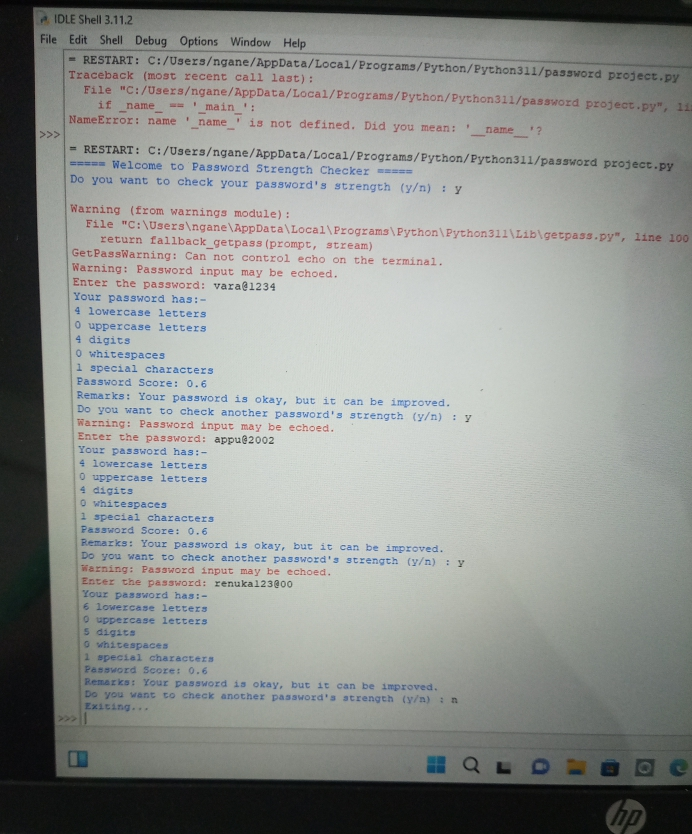 IDLE Shell 3.11.2
File Edit Shell Debug Options Window Help
= RESTART: C:/Users/ngane/AppData/Local/Programs/Python/Python311/password project.py
Traceback (most recent call last):
File "C:/Users/ngane/AppData/Local/Programs/Python/Python311/password project.py", li
if _name_ == '_main_':
NameError: name '_name_' is not defined. Did you mean: '__name__'?
>>>
= RESTART: C:/Users/ngane/AppData/Local/Programs/Python/Python311/password project.py
===== Welcome to Password Strength Checker =====
Do you want to check your password's strength (y/n) : y
Warning (from warnings module):
File "C:\Users\ngane\AppData\Local\Programs\Python\Python311\Lib\getpass.py", line 100
return fallback_getpass(prompt, stream)
GetPassWarning: Can not control echo on the terminal.
Warning: Password input may be echoed.
Enter the password: vara@1234
Your password has:-
4 lowercase letters
0 uppercase letters
4 digits
0 whitespaces
1 special characters
Password Score: 0.6
Remarks: Your password is okay, but it can be improved.
Do you want to check another password's strength (y/n) : y
Warning: Password input may be echoed.
Enter the password: appu@2002
Your password has:-
4 lowercase letters
0 uppercase letters
4 digits
0 whitespaces
1 special characters
Password Score: 0.6
Remarks: Your password is okay, but it can be improved.
Do you want to check another password's strength (y/n) : y
Warning: Password input may be echoed.
Enter the password: renuka123@00
Your password has:-
6 lowercase letters
0 uppercase letters
5 digits
0 whitespaces
1 special characters
Password Score: 0.6
Remarks: Your password is okay, but it can be improved.
Do you want to check another password's strength (y/n) : n
Exiting...
>>>
hp